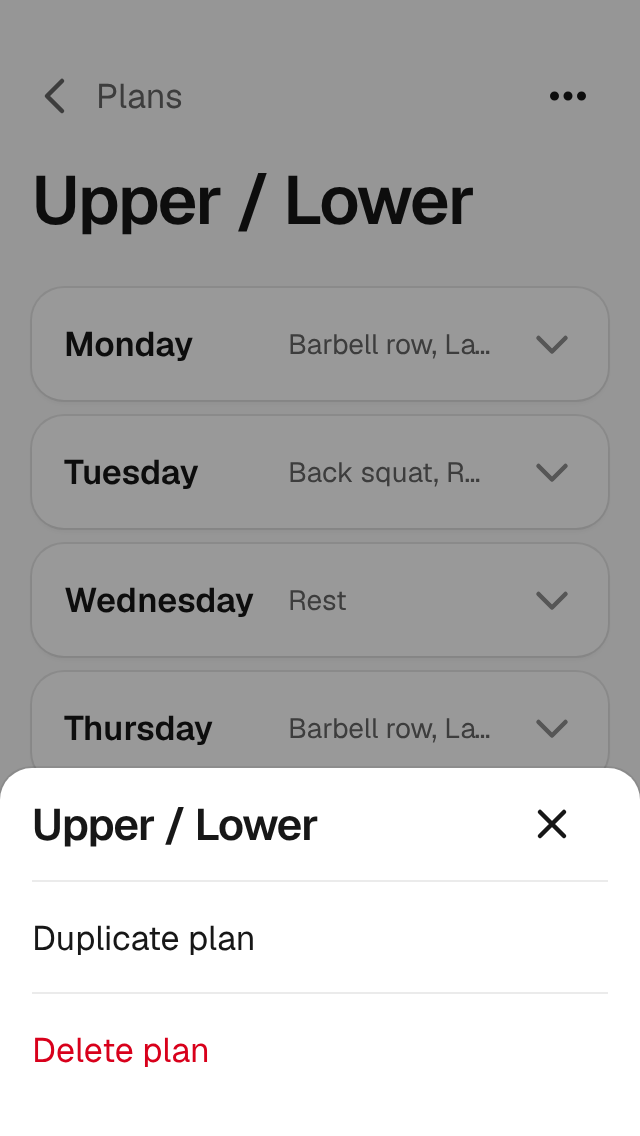 Plans
Upper / Lower
Monday Barbell row, La...
Tuesday Back squat, R...
Wednesday Rest
Thursday Barbell row, La...
Upper / Lower
Duplicate plan
Delete plan